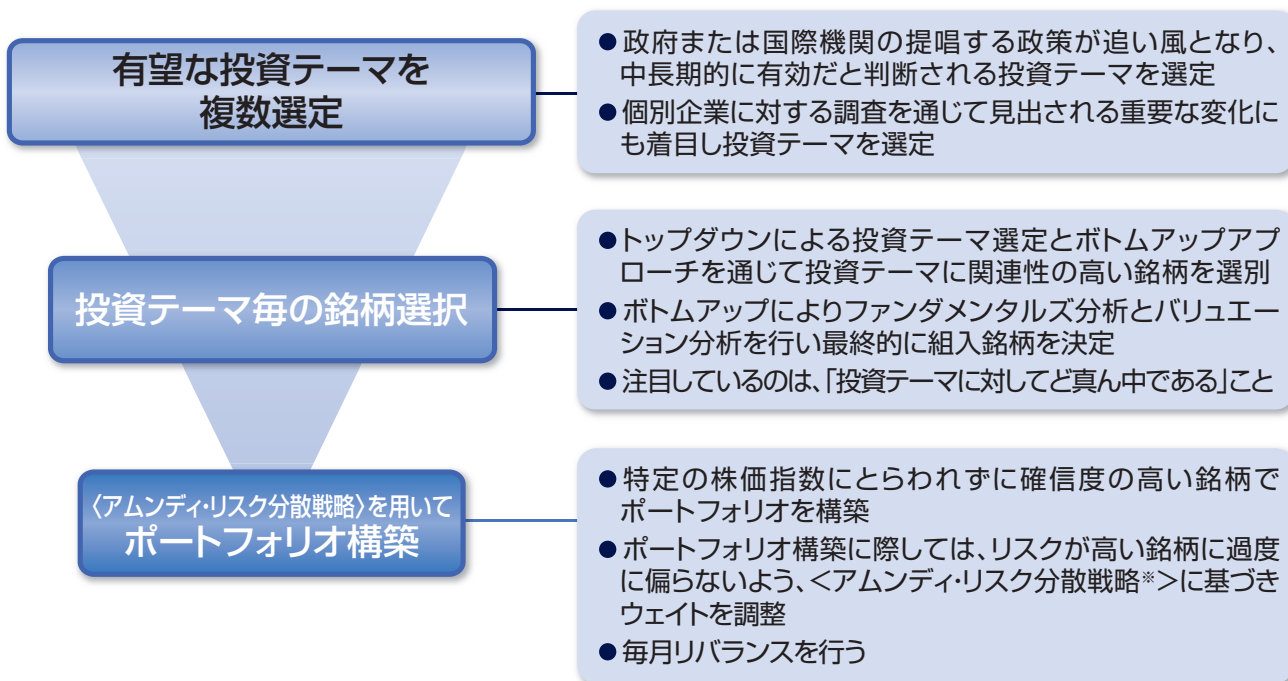 有望な投資テーマを
複数選定
●政府または国際機関の提唱する政策が追い風となり、
中長期的に有効だと判断される投資テーマを選定
●個別企業に対する調査を通じて見出される重要な変化に
も着目し投資テーマを選定
投資テーマ毎の銘柄選択
●トップダウンによる投資テーマ選定とボトムアップアプ
ローチを通じて投資テーマに関連性の高い銘柄を選別
●ボトムアップによりファンダメンタルズ分析とバリュエー
ション分析を行い最終的に組入銘柄を決定
●注目しているのは、「投資テーマに対してど真ん中である」こと
〈アムンディ・リスク分散戦略〉を用いて
ポートフォリオ構築
●特定の株価指数にとらわれずに確信度の高い銘柄で
ポートフォリオを構築
●ポートフォリオ構築に際しては、リスクが高い銘柄に過度
に偏らないよう、<アムンディ・リスク分散戦略※>に基づき
ウェイトを調整
●毎月リバランスを行う